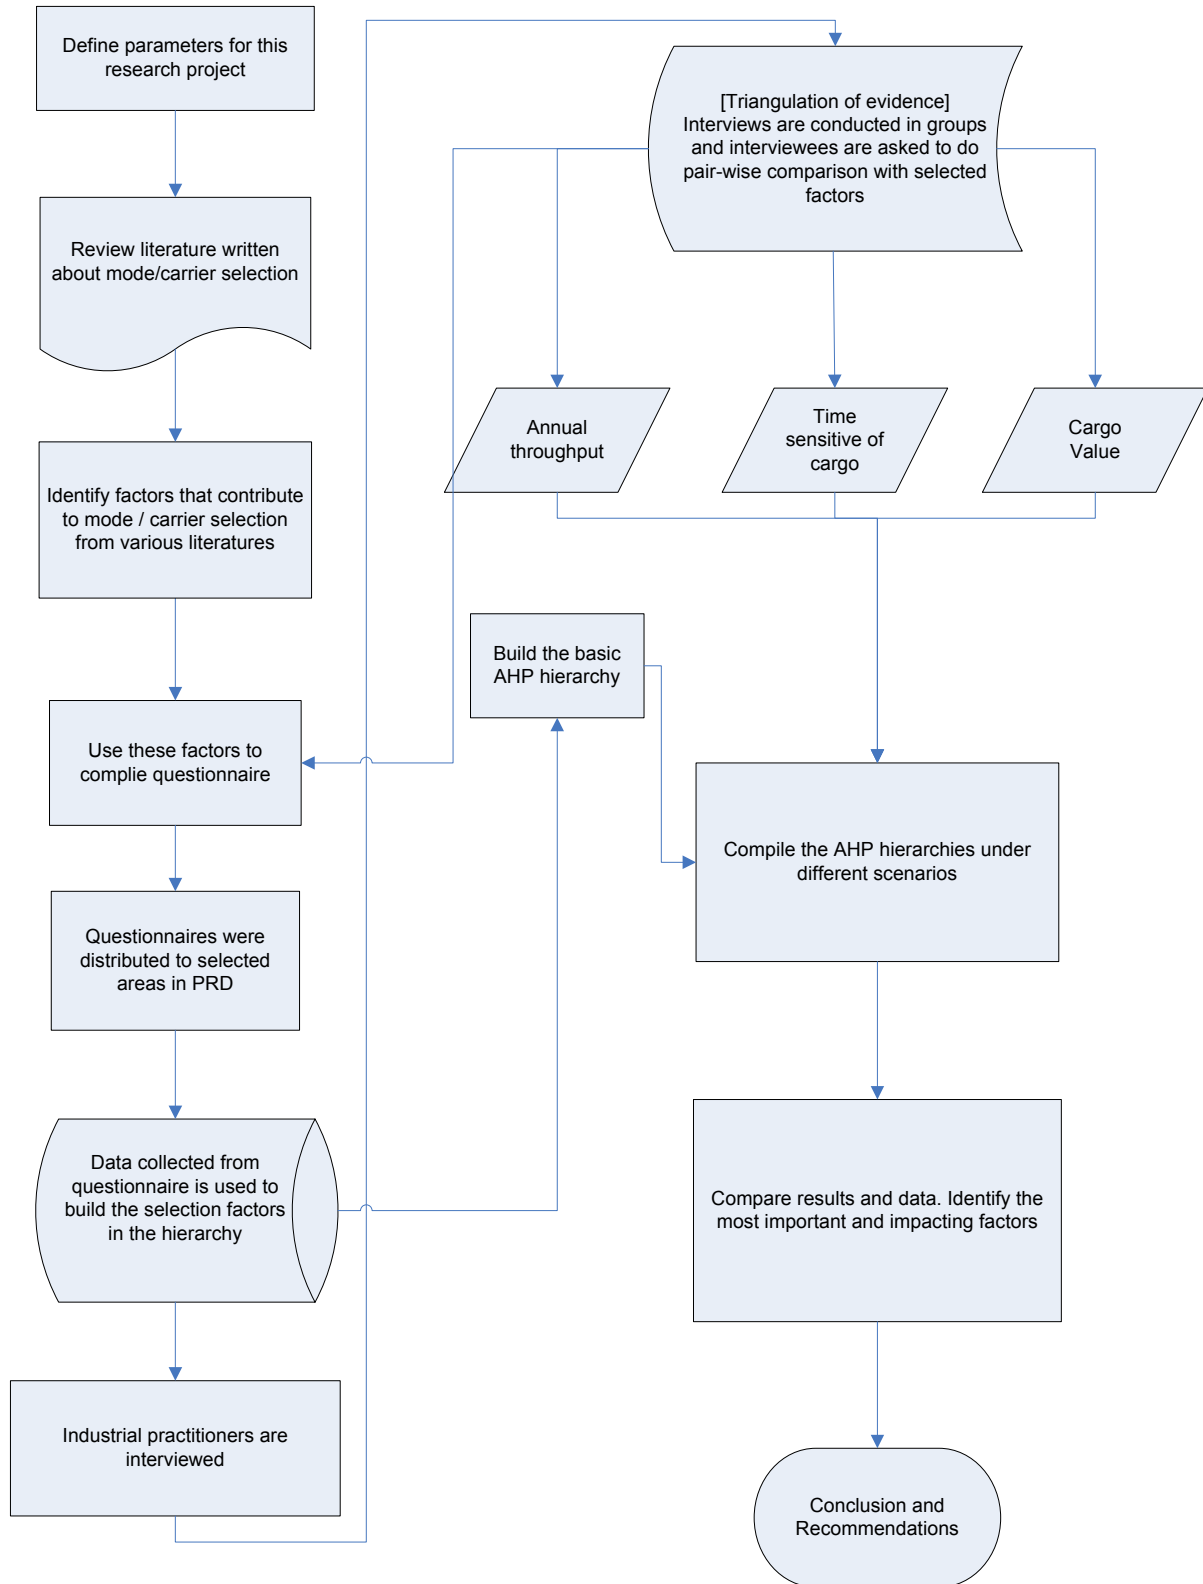 Define parameters for this
research project
Review literature written
about mode/carrier selection
Identify factors that contribute
to mode / carrier selection
from various literatures
Use these factors to
complie questionnaire
Questionnaires were
distributed to selected
areas in PRD
Data collected from
questionnaire is used to
build the selection factors
in the hierarchy
Industrial practitioners are
interviewed
[Triangulation of evidence]
Interviews are conducted in groups
and interviewees are asked to do
pair-wise comparison with selected
factors
Annual
throughput
Time
sensitive of
cargo
Cargo
Value
Build the basic
AHP hierarchy
Compile the AHP hierarchies under
different scenarios
Compare results and data. Identify the
most important and impacting factors
Conclusion and
Recommendations